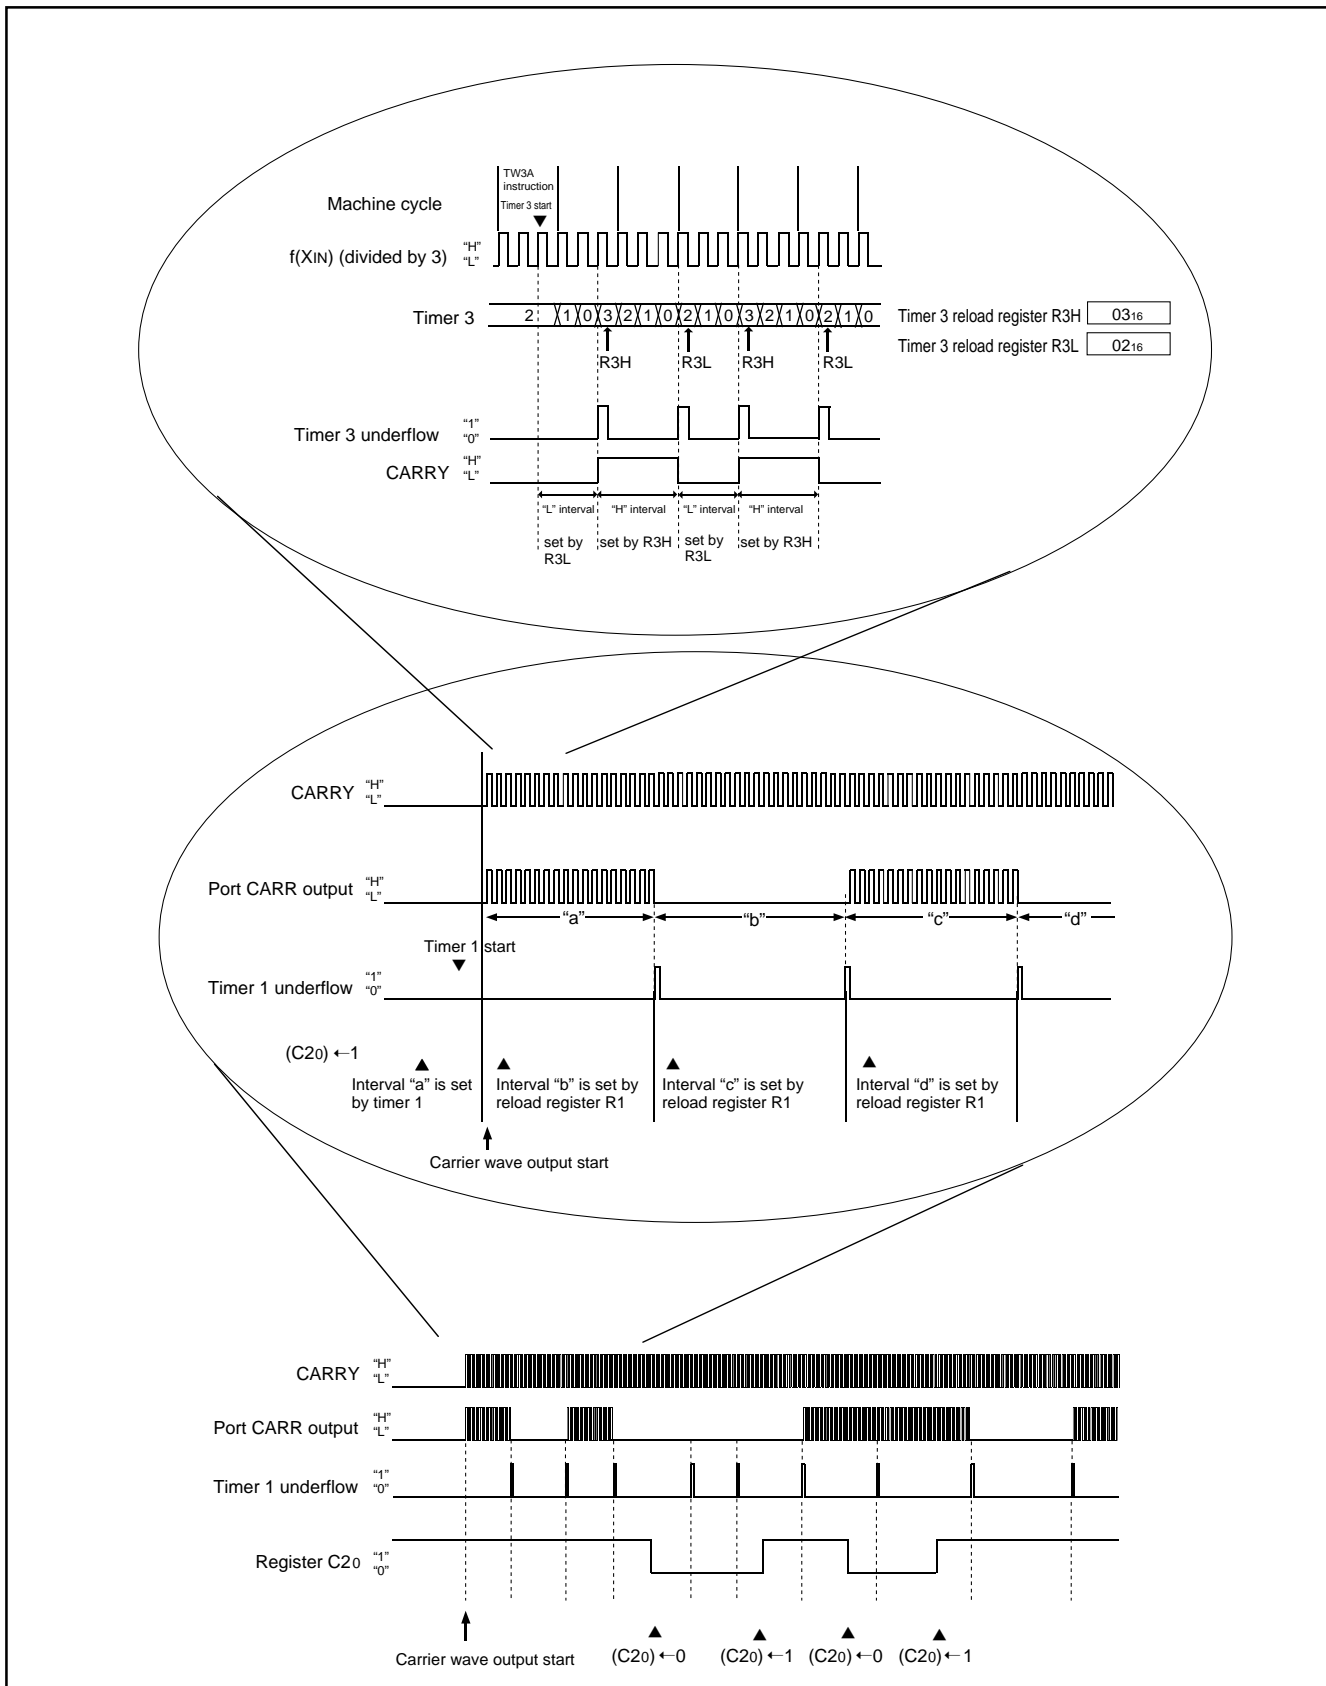 TW3A
instruction
Machine cycle
Timer 3 start
f(XIN) (divided by 3) “H”
“L”
Timer 3 2 1 0 3 2 1 0 2 1 0 3 2 1 0 2 1 0
Timer 3 reload register R3H 0316
Timer 3 reload register R3L 0216
R3H R3L R3H R3L
Timer 3 underflow “1”
“0”
CARRY “H”
“L”
“L” interval “H” interval “L” interval “H” interval
set by R3L set by R3H set by R3L set by R3H
CARRY “H”
“L”
Port CARR output “H”
“L”
“a” “b” “c” “d”
Timer 1 start
Timer 1 underflow “1”
“0”
(C20) ←1
Interval “a” is set
by timer 1
Interval “b” is set by
reload register R1
Interval “c” is set by
reload register R1
Interval “d” is set by
reload register R1
Carrier wave output start
CARRY “H”
“L”
Port CARR output “H”
“L”
Timer 1 underflow “1”
“0”
Register C20 “1”
“0”
Carrier wave output start
(C20) ←0 (C20) ←1 (C20) ←0 (C20) ←1